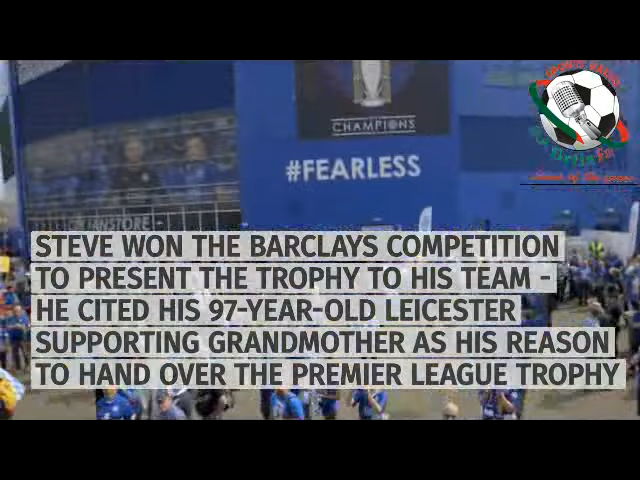 CHAMPIONS
#FEARLESS
FANSTORE
STEVE WON THE BARCLAYS COMPETITION
TO PRESENT THE TROPHY TO HIS TEAM -
HE CITED HIS 97-YEAR-OLD LEICESTER
SUPPORTING GRANDMOTHER AS HIS REASON
TO HAND OVER THE PREMIER LEAGUE TROPHY